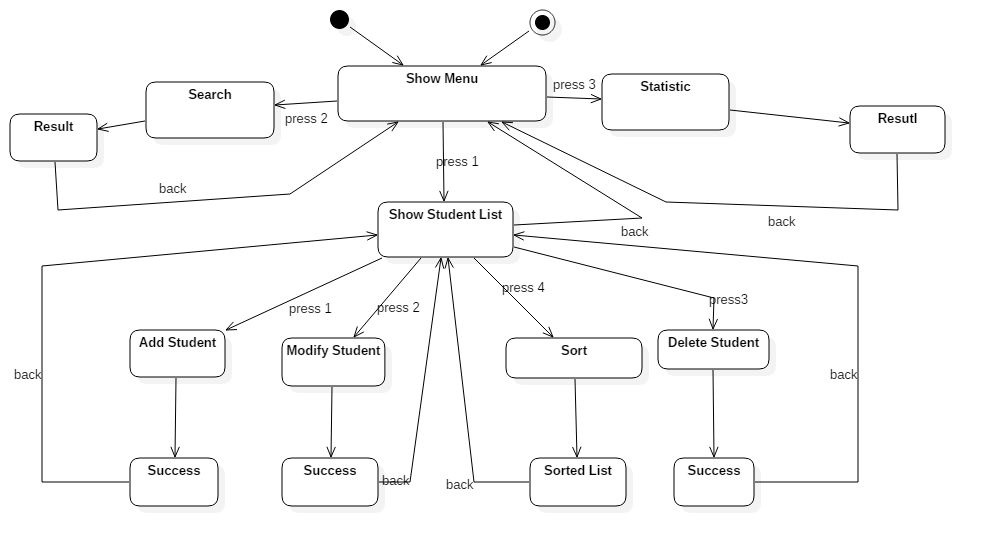 Show Menu
press 3
Statistic
Search
press 2
Resutl
Result
press 1
back
Show Student List
back
back
press 4
press3
press 1
press 2
Add Student
Modify Student
Sort
Delete Student
back
back
Success
Success
back
back
Sorted List
Success